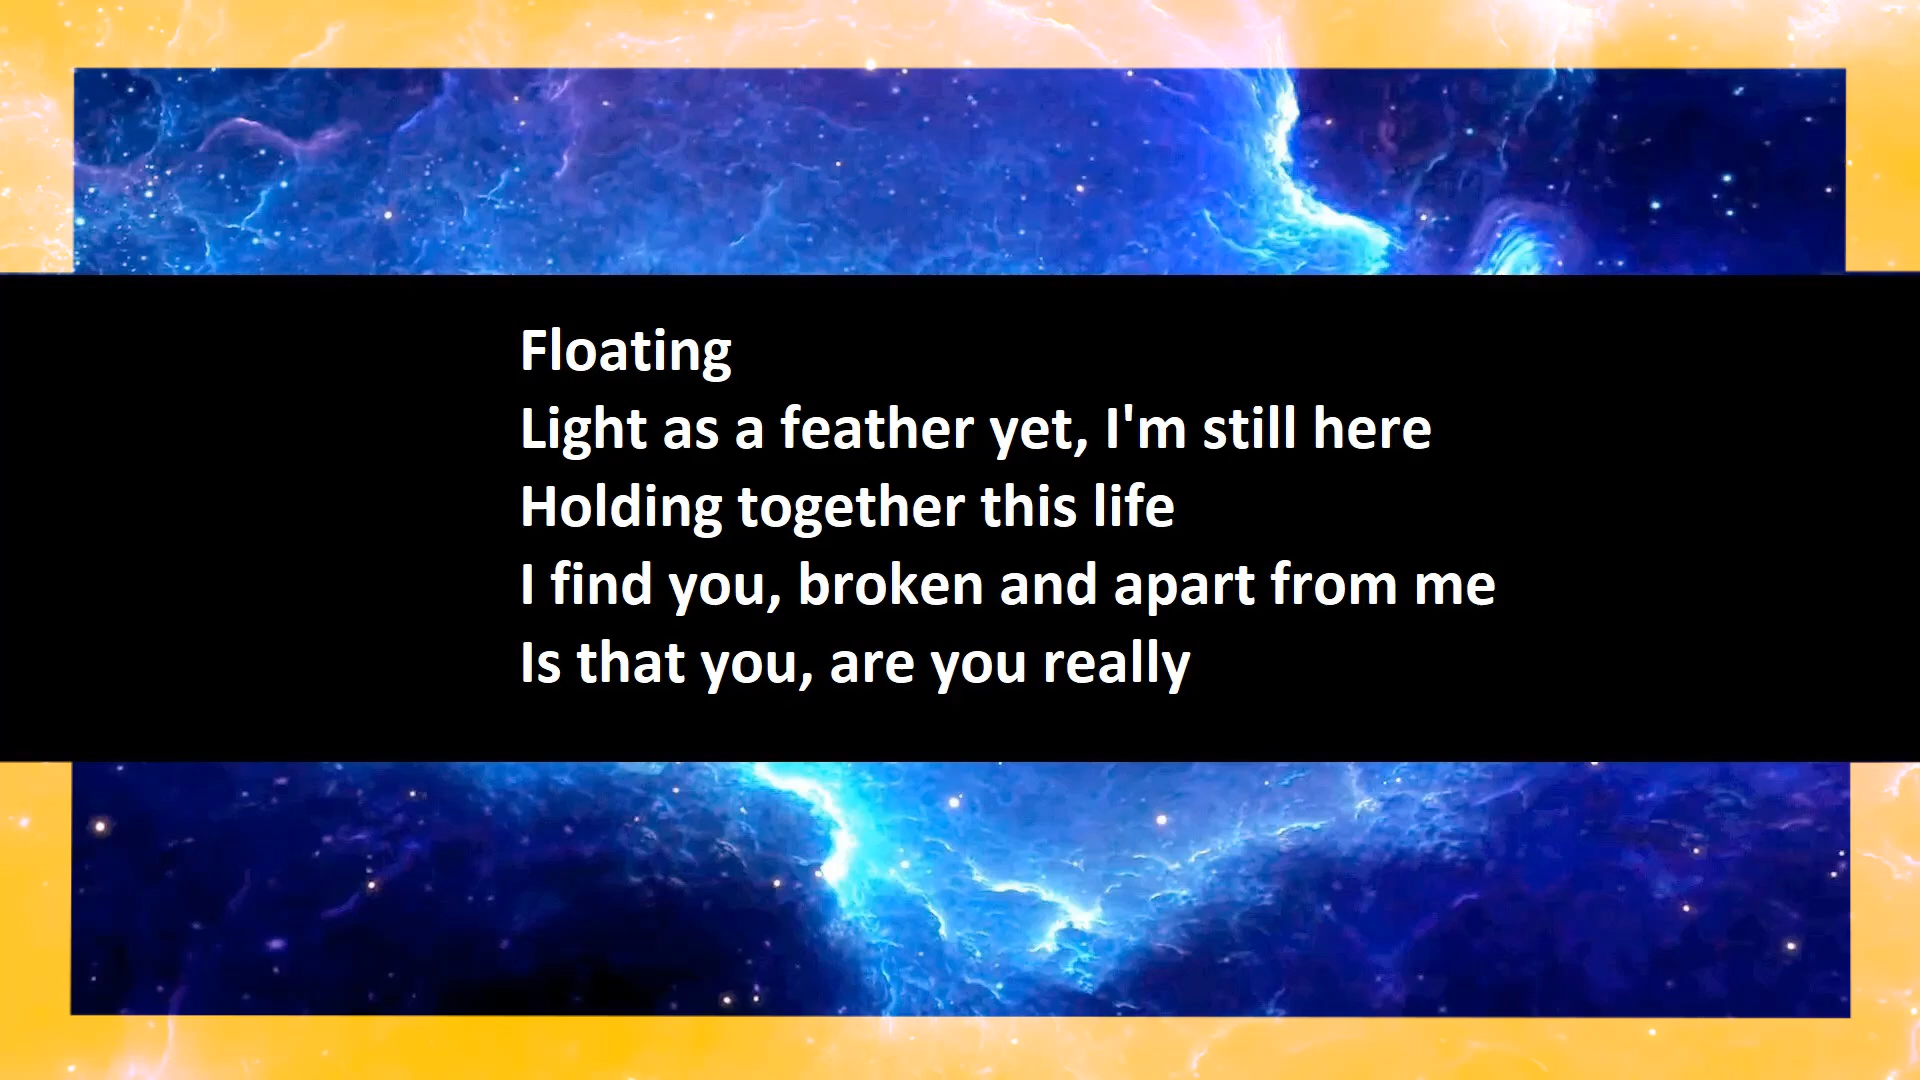 Floating
Light as a feather yet, I'm still here
Holding together this life
I find you, broken and apart from me
Is that you, are you really